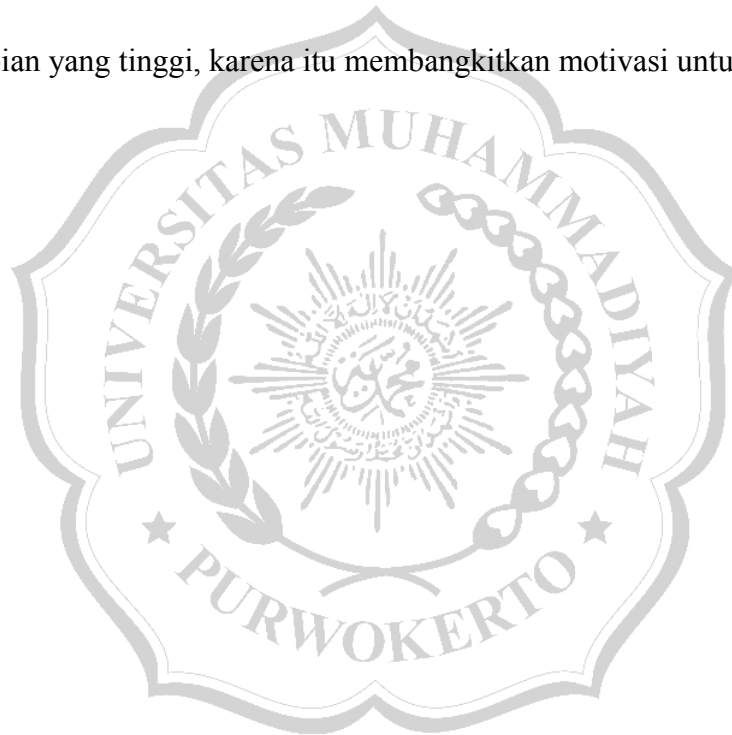 ian yang tinggi, karena itu membangkitkan motivasi untu
UNIVERSITAS MUHAMMADIYAH
★ PURWOKERTO ★